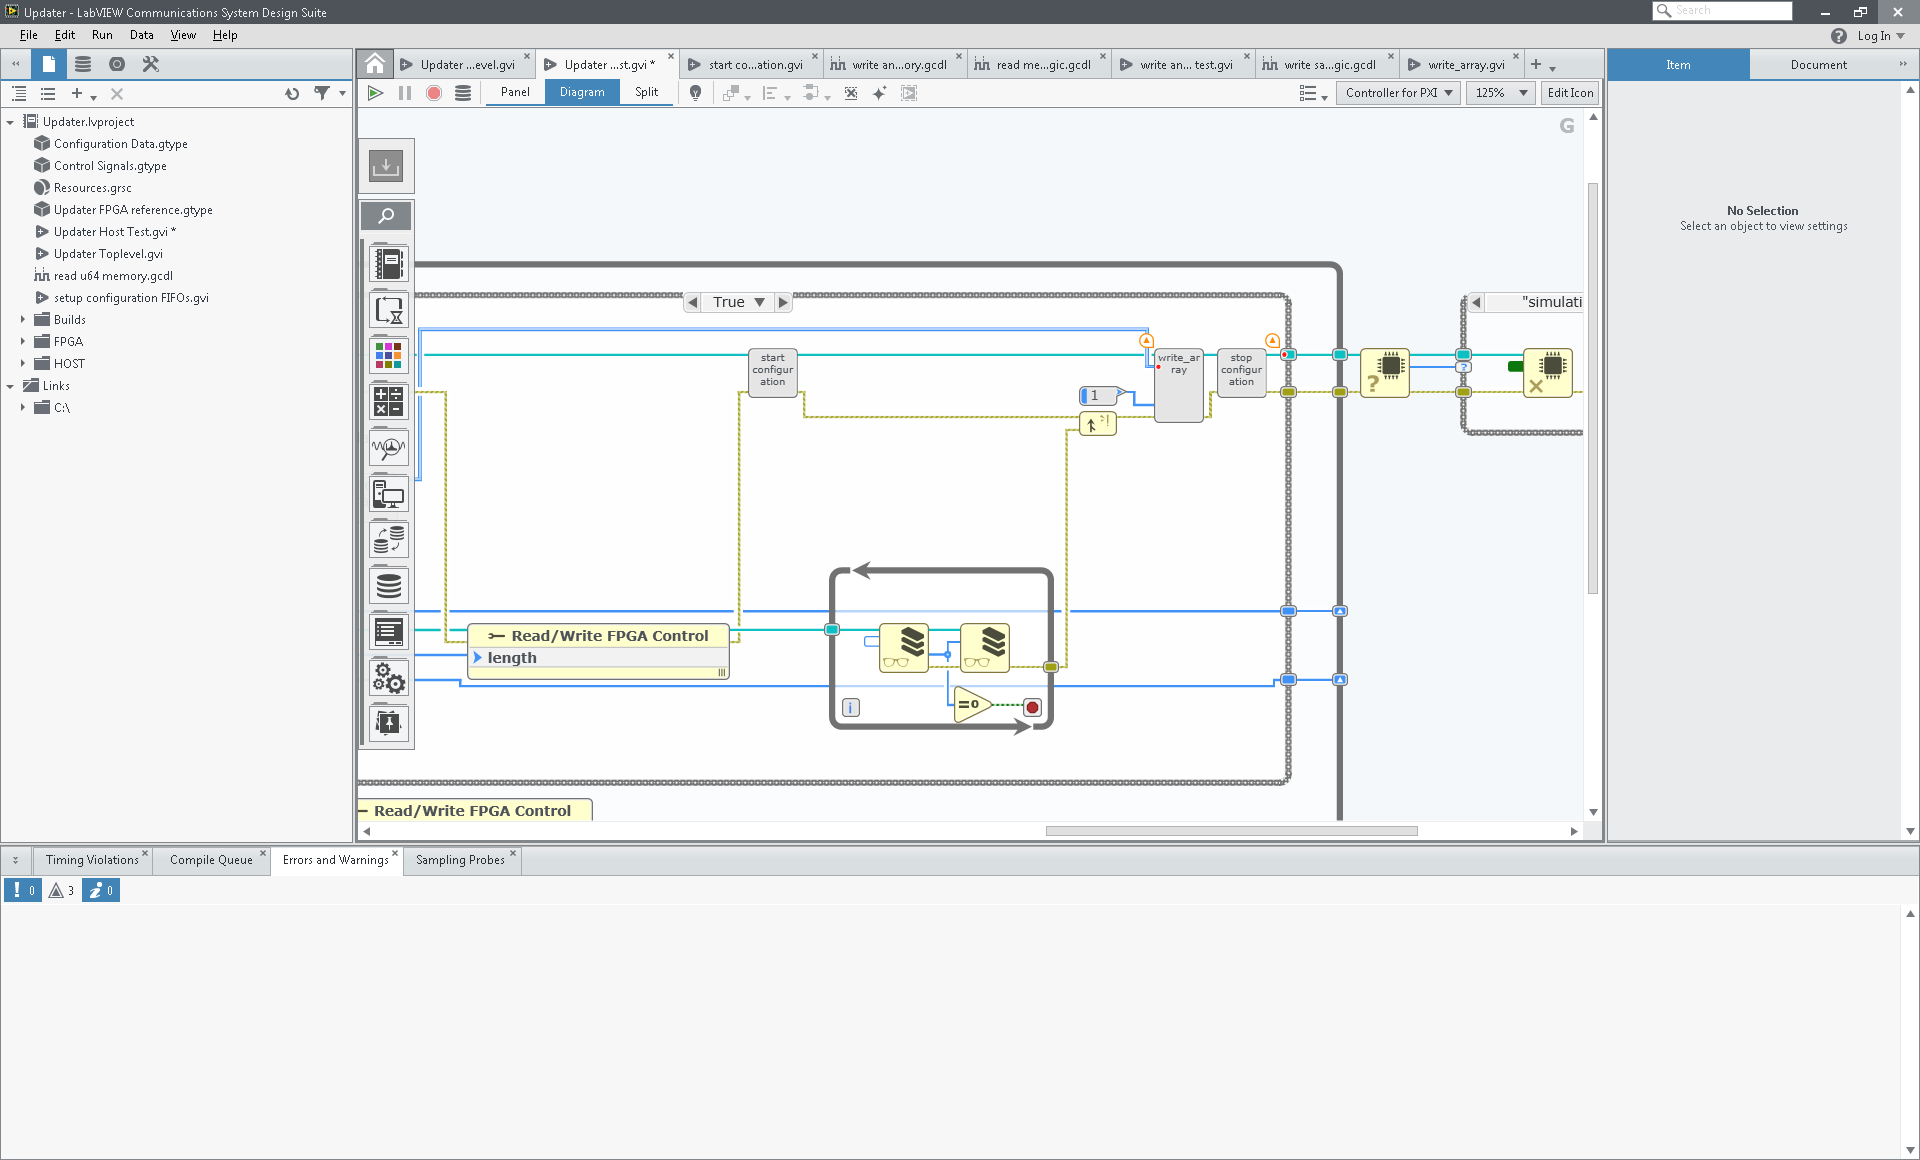 Updater - LabVIEW Communications System Design Suite
Search
File Edit Run Data View Help
Log In
Updater ...evel.gvi
Updater ...st.gvi *
start co...ation.gvi
write an...ory.gcdl
read me...gic.gcdl
write an... test.gvi
write sa...gic.gcdl
write_array.gvi
Item
Document
Panel
Diagram
Split
Controller for PXI
125%
Edit Icon
Updater.lvproject
Configuration Data.gtype
Control Signals.gtype
Resources.grsc
Updater FPGA reference.gtype
Updater Host Test.gvi *
Updater Toplevel.gvi
read u64 memory.gcdl
setup configuration FIFOs.gvi
Builds
FPGA
HOST
Links
C:\
G
No Selection
Select an object to view settings
True
"simulati
start
configur
ation
write_ar
ray
stop
configur
ation
1
?
?
Read/Write FPGA Control
length
i
=0
Read/Write FPGA Control
Timing Violations
Compile Queue
Errors and Warnings
Sampling Probes
! 0
3
i 0